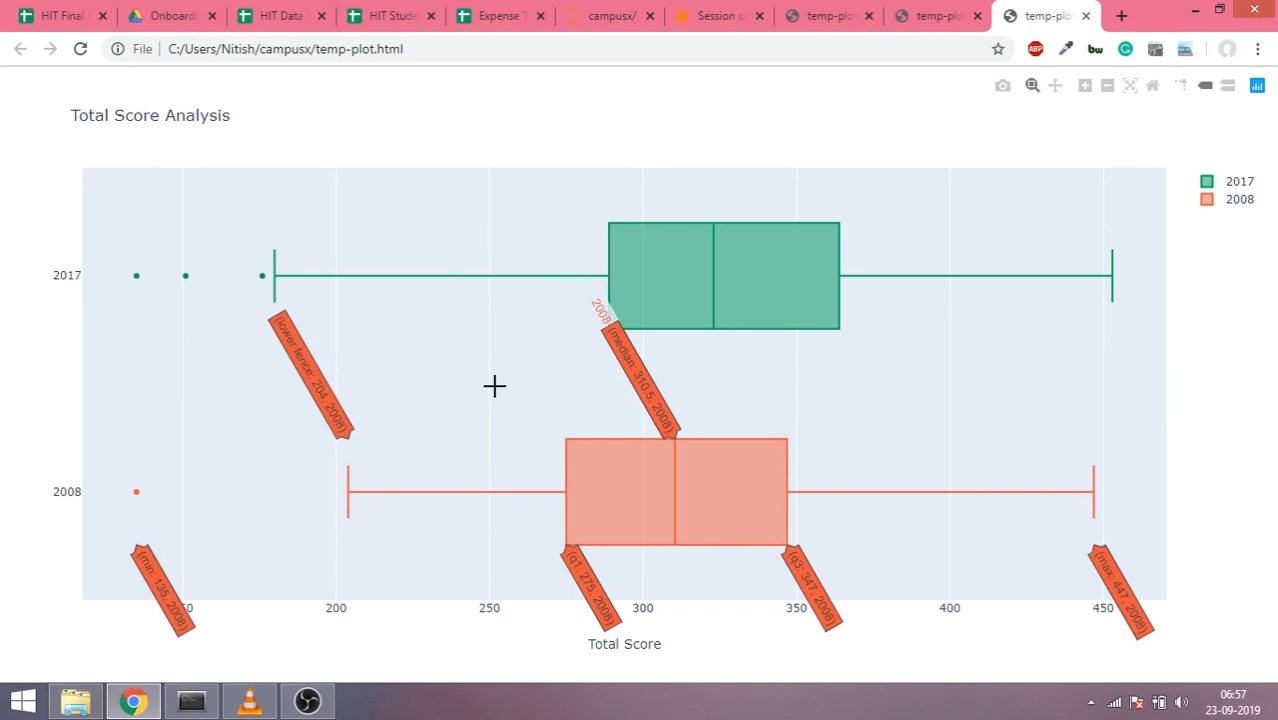 HIT Final
Onboard
HIT Data
HIT Stude
Expense T
campusx/
Session o
temp-plo
temp-plo
temp-plo
File
C:/Users/Nitish/campusx/temp-plot.html
ABP
bw
Total Score Analysis
2017
2008
2017
2008
2008
(lower fence: 204, 2008)
(median: 310.5, 2008)
(min: 135, 2008)
(q1: 275, 2008)
(q3: 347, 2008)
(max: 447, 2008)
200
250
300
350
400
450
Total Score
06:57
23-09-2019